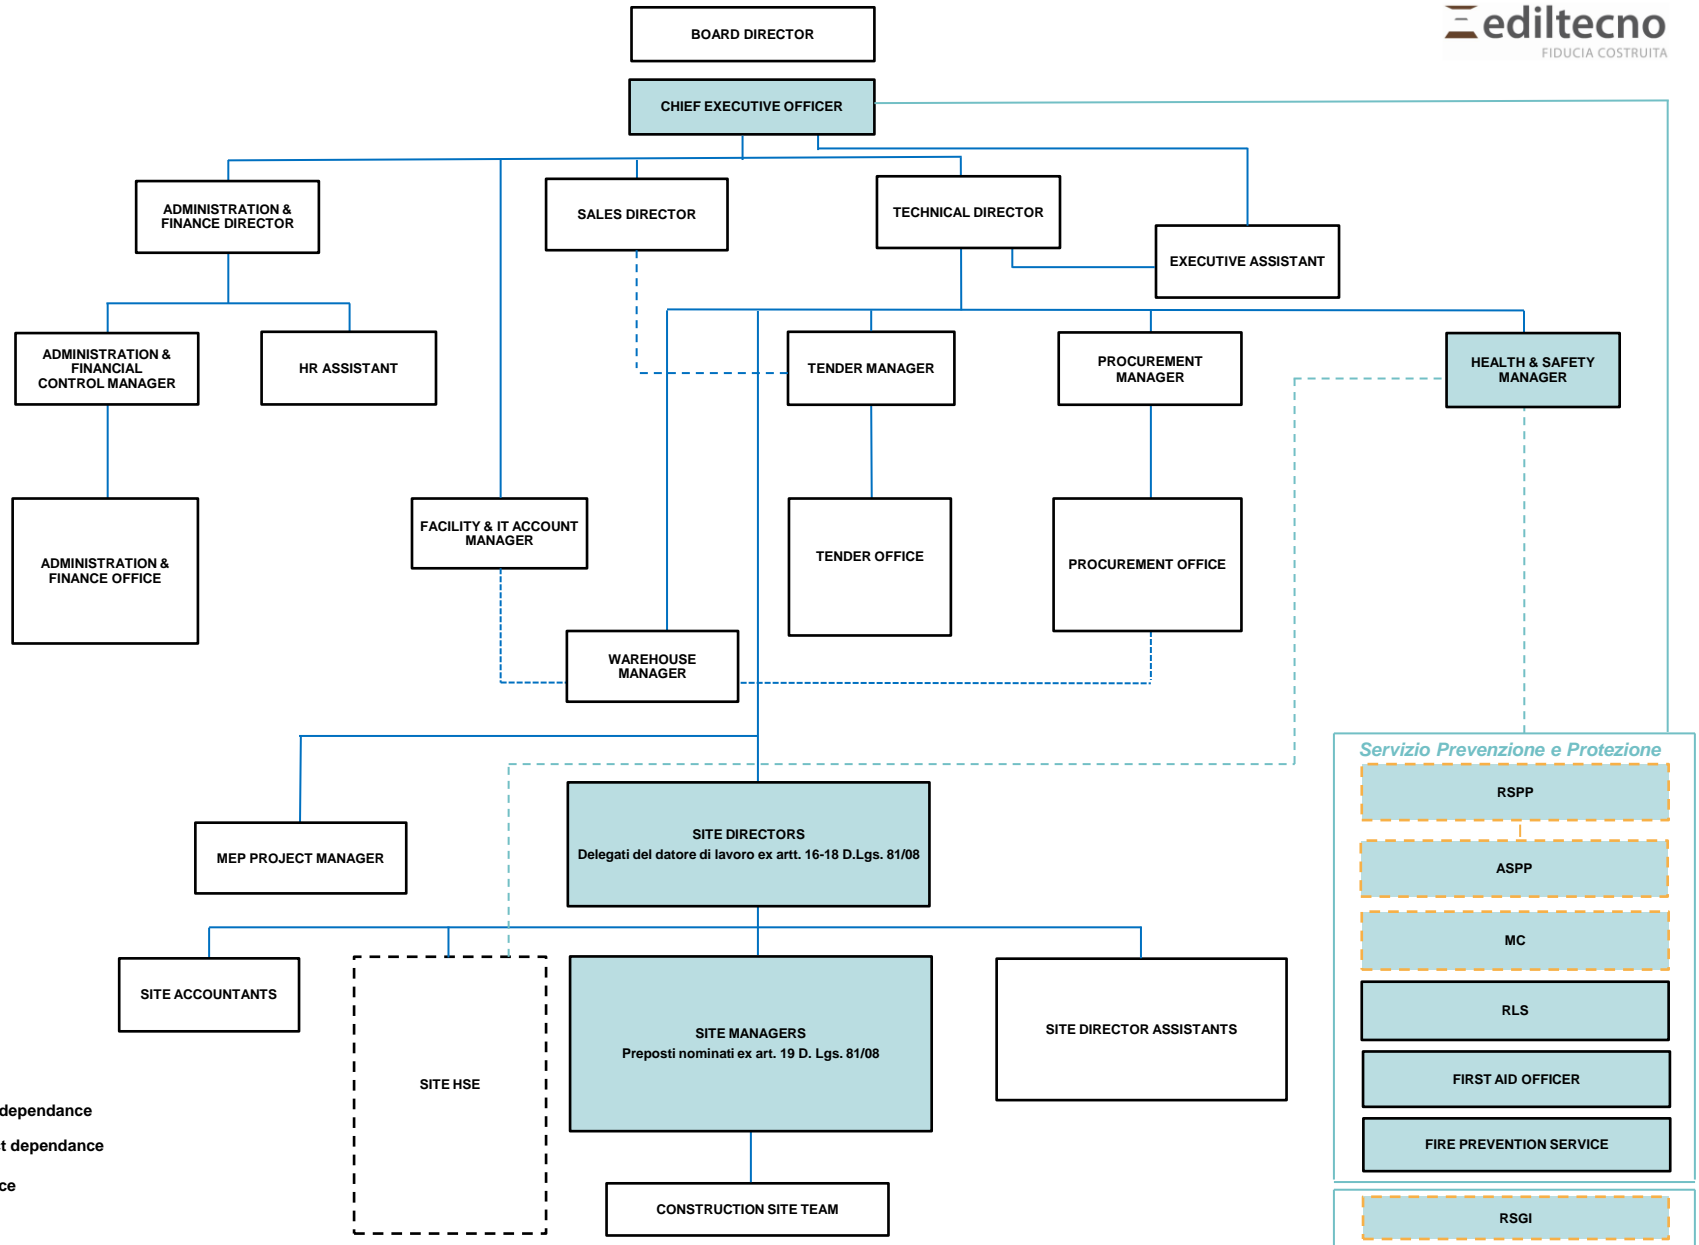 BOARD DIRECTOR
ediltecno
FIDUCIA COSTRUITA
CHIEF EXECUTIVE OFFICER
ADMINISTRATION &
FINANCE DIRECTOR
SALES DIRECTOR
TECHNICAL DIRECTOR
EXECUTIVE ASSISTANT
ADMINISTRATION &
FINANCIAL
CONTROL MANAGER
HR ASSISTANT
TENDER MANAGER
PROCUREMENT
MANAGER
HEALTH & SAFETY
MANAGER
ADMINISTRATION &
FINANCE OFFICE
FACILITY & IT ACCOUNT
MANAGER
TENDER OFFICE
PROCUREMENT OFFICE
WAREHOUSE
MANAGER
MEP PROJECT MANAGER
SITE DIRECTORS
Delegati del datore di lavoro ex artt. 16-18 D.Lgs. 81/08
SITE ACCOUNTANTS
SITE HSE
SITE MANAGERS
Preposti nominati ex art. 19 D. Lgs. 81/08
SITE DIRECTOR ASSISTANTS
CONSTRUCTION SITE TEAM
Servizio Prevenzione e Protezione
RSPP
ASPP
MC
RLS
FIRST AID OFFICER
FIRE PREVENTION SERVICE
RSGI
dependance
t dependance
ce